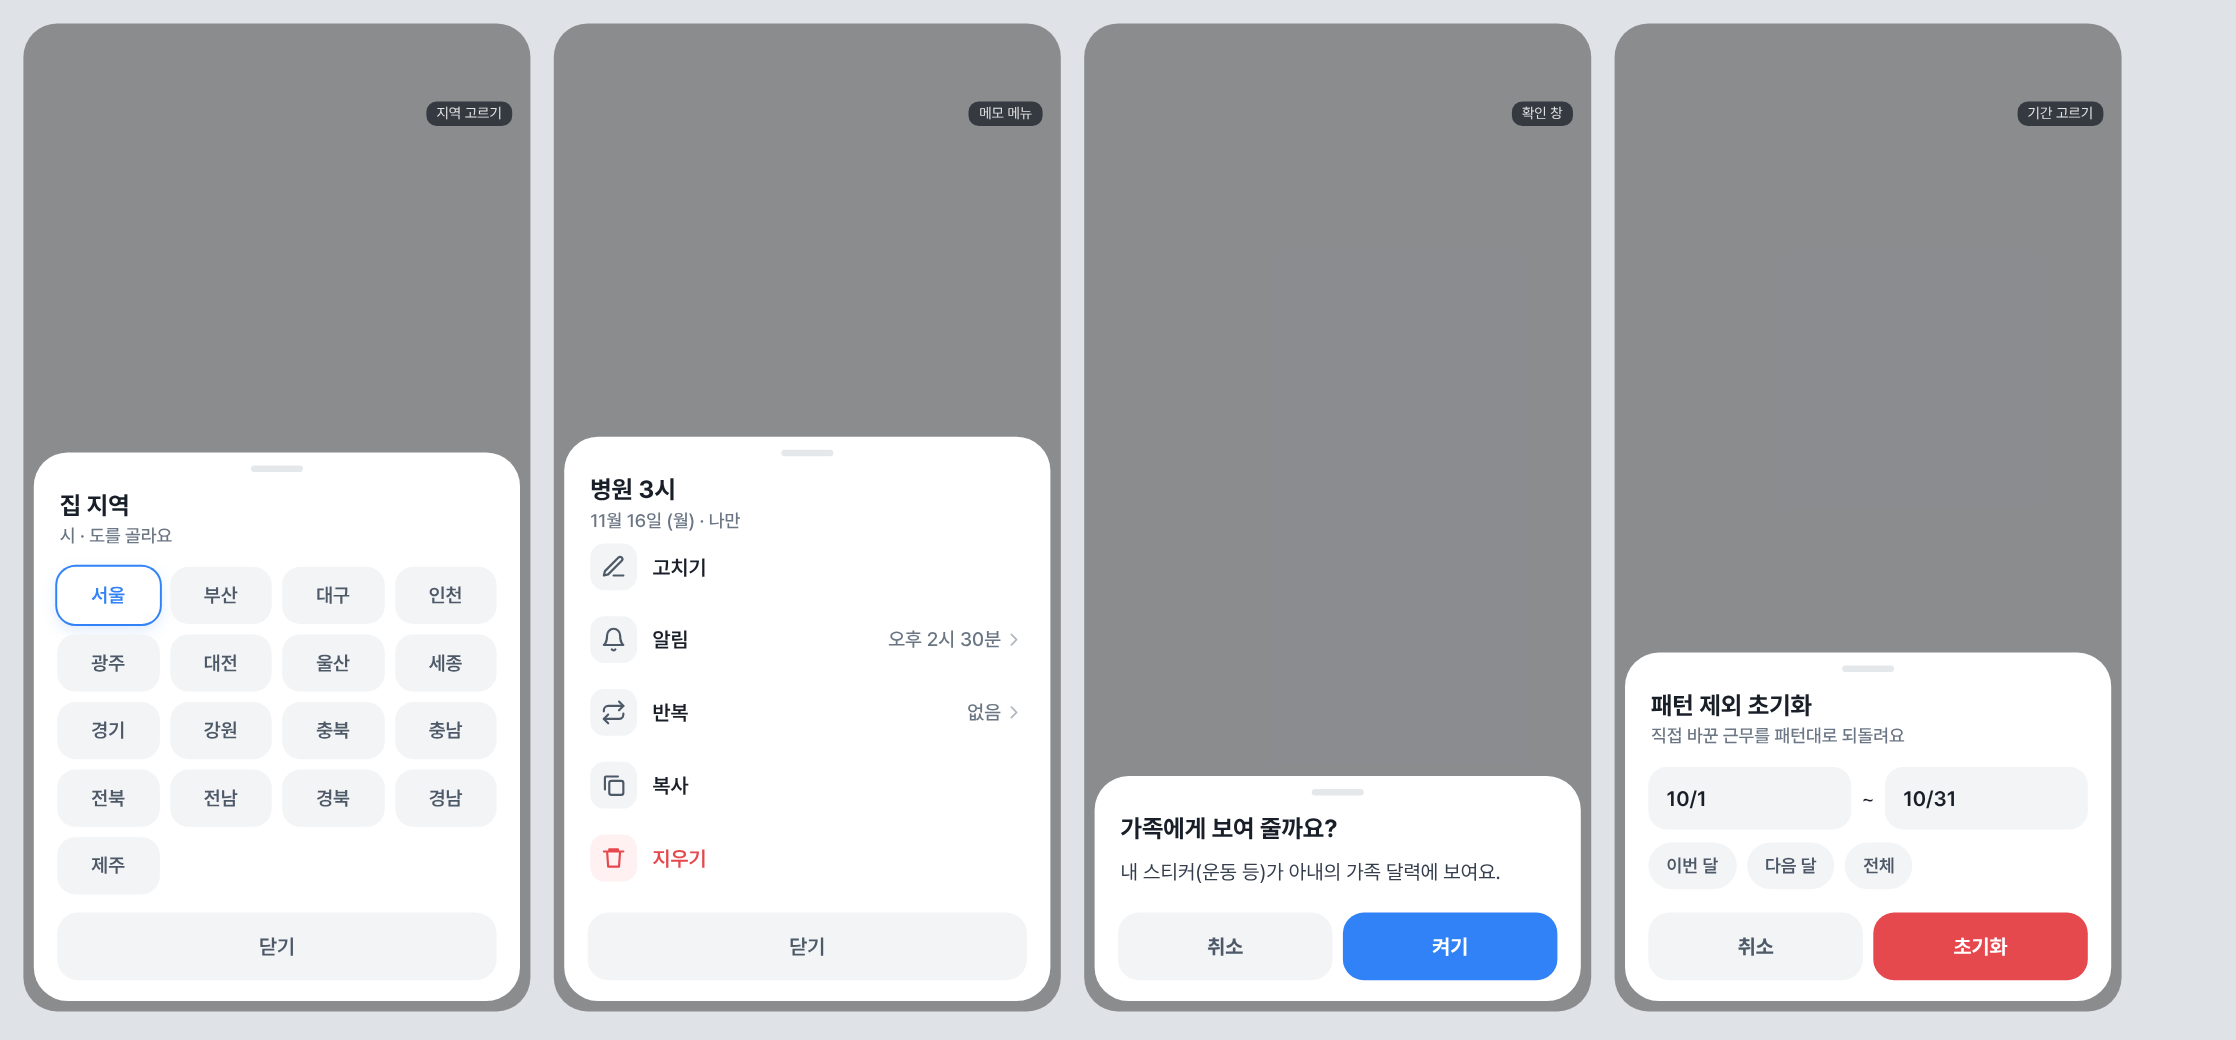 지역 고르기
집 지역
시 · 도를 골라요
서울 부산 대구 인천
광주 대전 울산 세종
경기 강원 충북 충남
전북 전남 경북 경남
제주
닫기
메모 메뉴
병원 3시
11월 16일 (월) · 나만
고치기
알림 오후 2시 30분
반복 없음
복사
지우기
닫기
확인 창
가족에게 보여 줄까요?
내 스티커(운동 등)가 아내의 가족 달력에 보여요.
취소 켜기
기간 고르기
패턴 제외 초기화
직접 바꾼 근무를 패턴대로 되돌려요
10/1 ~ 10/31
이번 달 다음 달 전체
취소 초기화